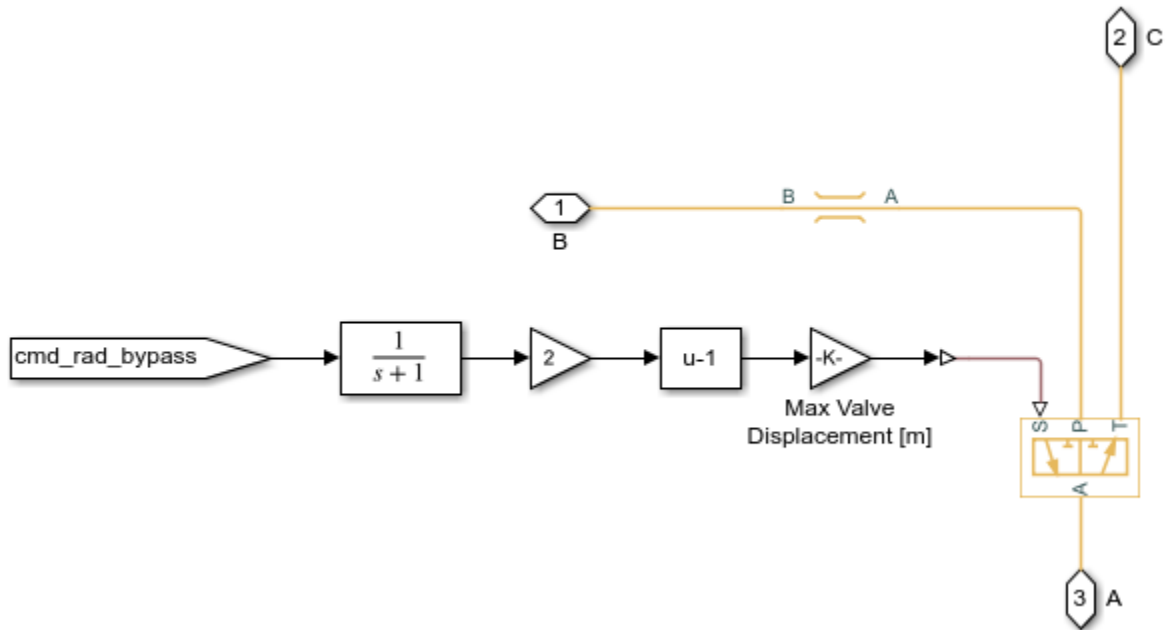 2 C
B A
1
B
cmd_rad_bypass
1
s + 1
2
u-1
-K-
Max Valve
Displacement [m]
S P T
A
3 A